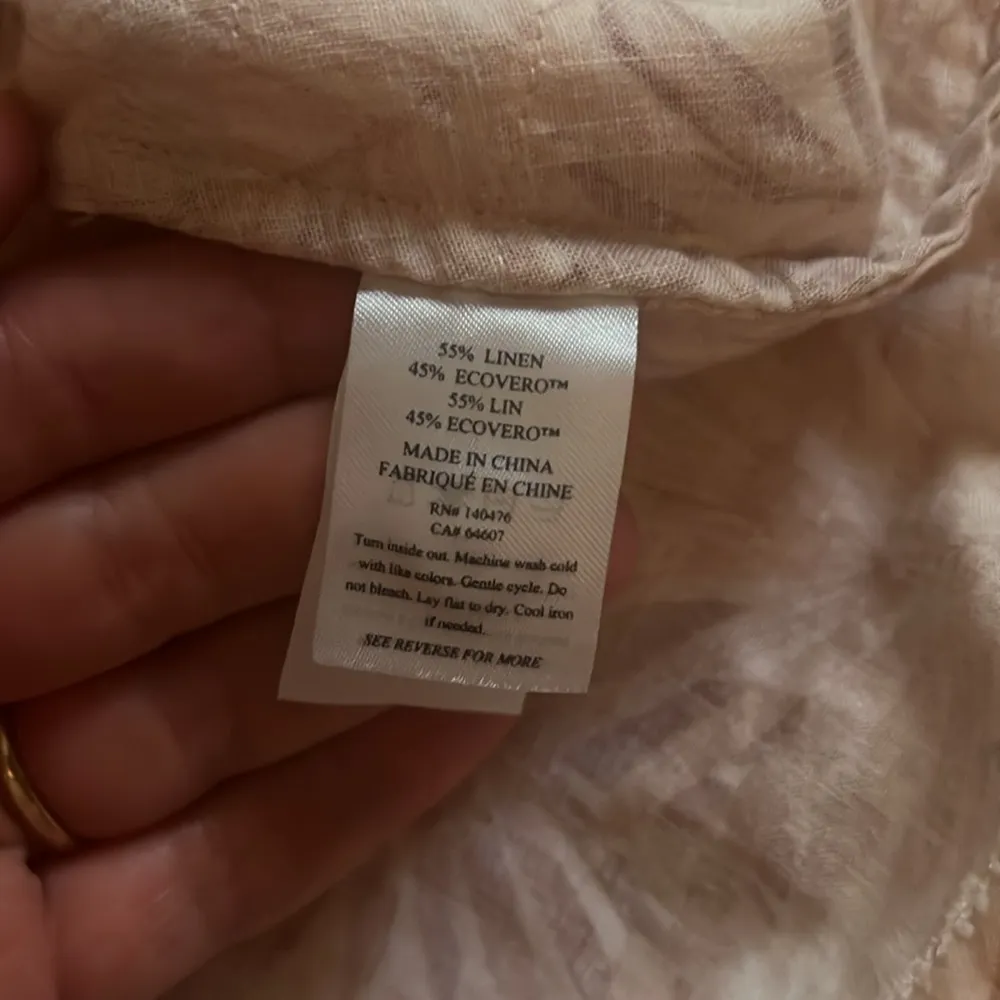 55% LINEN
45% ECOVERO™
55% LIN
45% ECOVERO™
MADE IN CHINA
FABRIQUÉ EN CHINE
RN# 140476
CA# 64607
Turn inside out. Machine wash cold
with like colors. Gentle cycle. Do
not bleach. Lay flat to dry. Cool iron
if needed.
SEE REVERSE FOR MORE